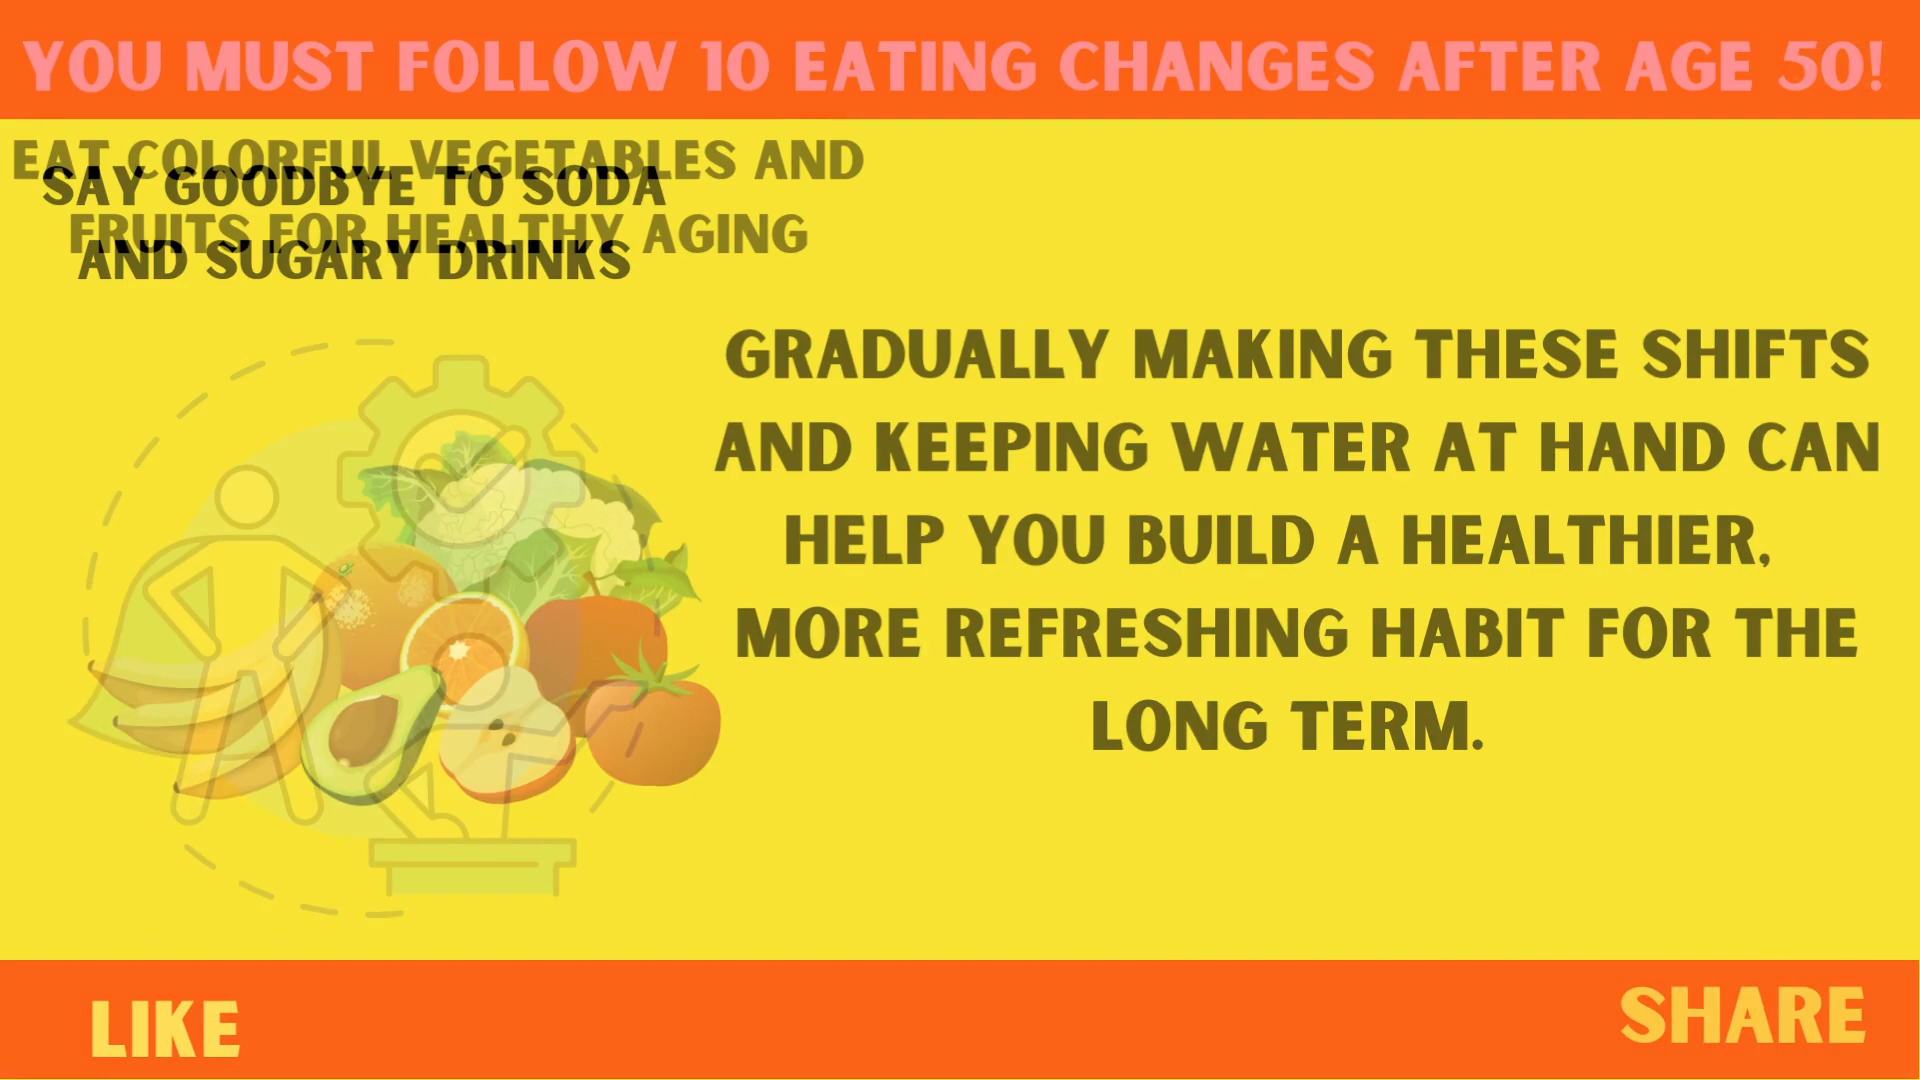 YOU MUST FOLLOW 10 EATING CHANGES AFTER AGE 50!
EAT COLORFUL VEGETABLES AND
FRUITS FOR HEALTHY AGING
SAY GOODBYE TO SODA
AND SUGARY DRINKS
GRADUALLY MAKING THESE SHIFTS
AND KEEPING WATER AT HAND CAN
HELP YOU BUILD A HEALTHIER,
MORE REFRESHING HABIT FOR THE
LONG TERM.
LIKE
SHARE